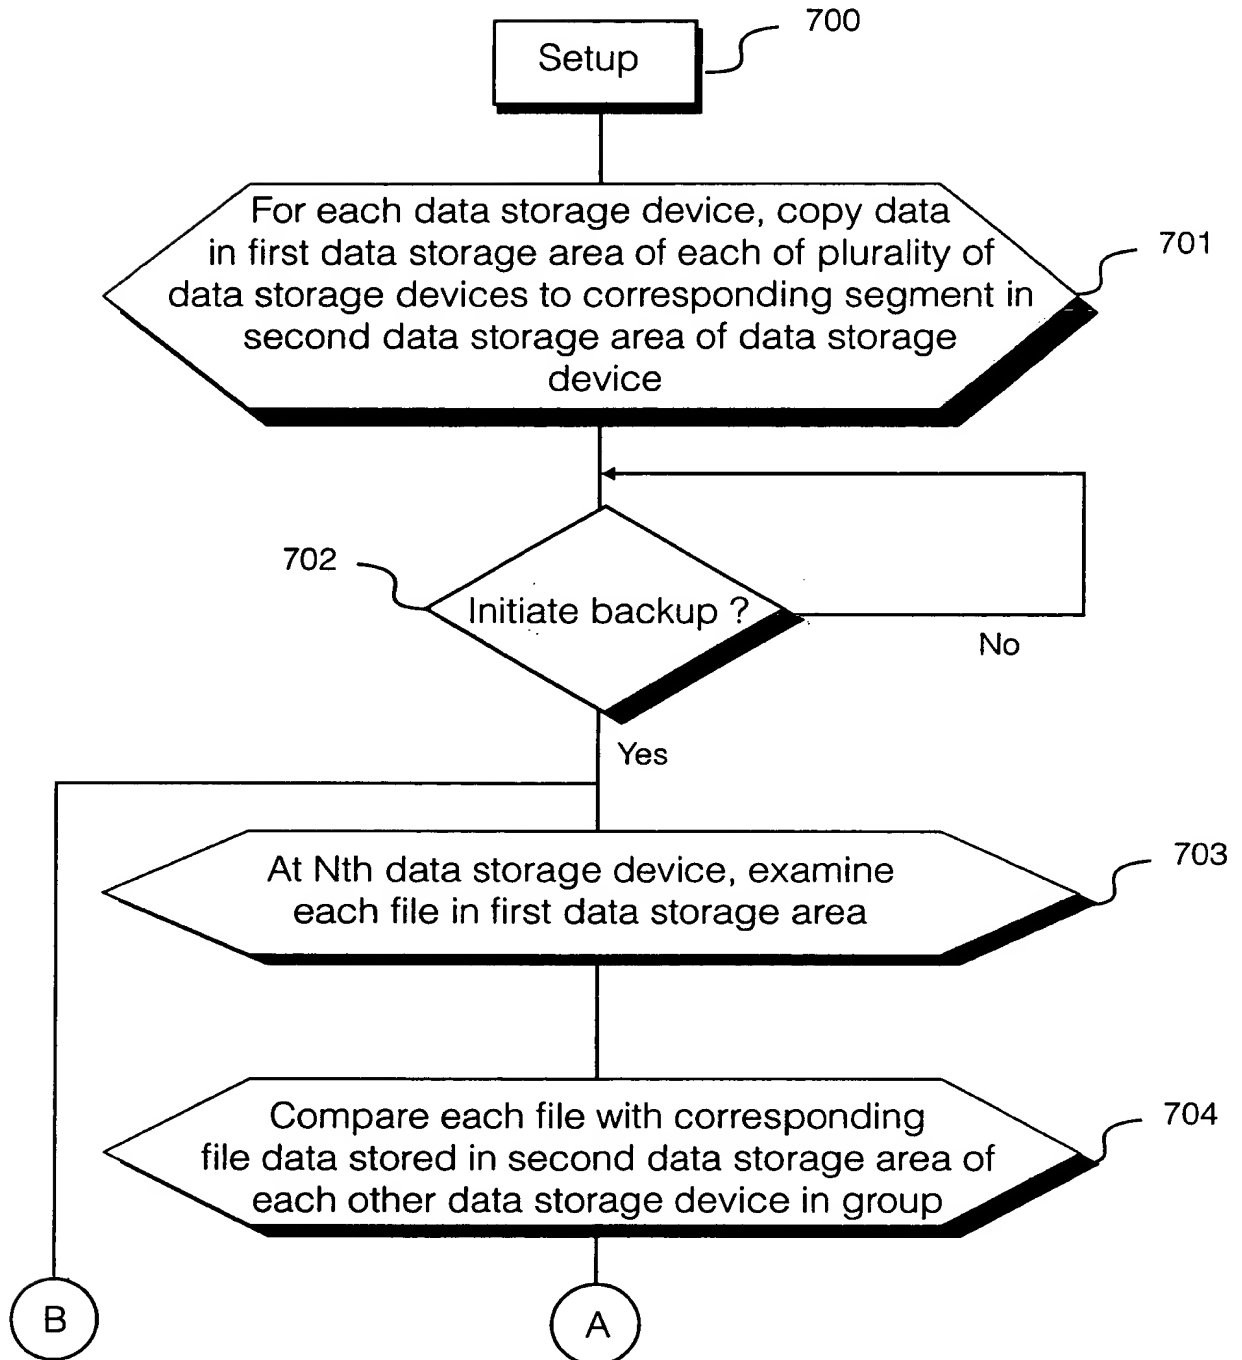 700
Setup
For each data storage device, copy data
in first data storage area of each of plurality of
data storage devices to corresponding segment in
second data storage area of data storage
device
701
702
Initiate backup ?
No
Yes
At Nth data storage device, examine
each file in first data storage area
703
Compare each file with corresponding
file data stored in second data storage area of
each other data storage device in group
704
B
A